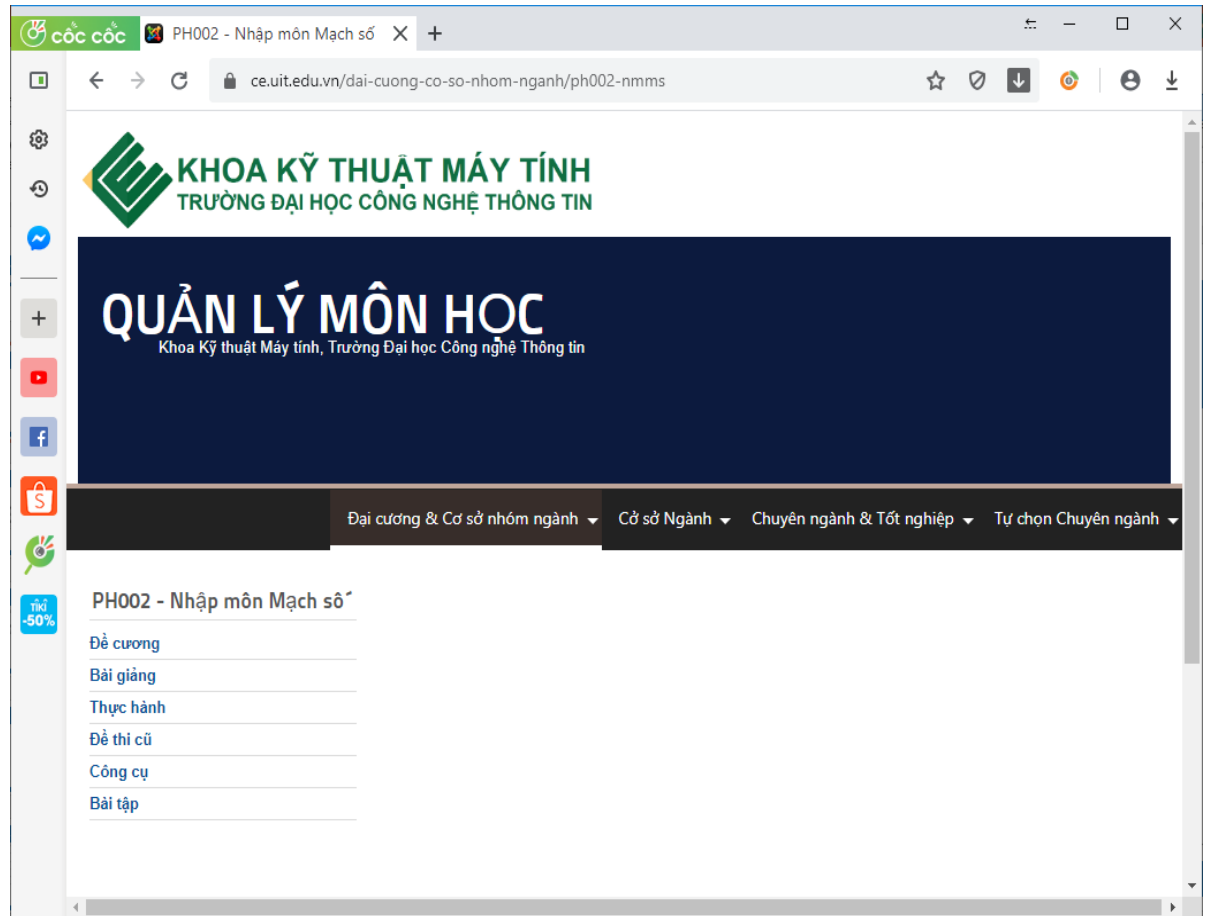 cốc cốc PH002 - Nhập môn Mạch số
ce.uit.edu.vn/dai-cuong-co-so-nhom-nganh/ph002-nmms
KHOA KỸ THUẬT MÁY TÍNH
TRƯỜNG ĐẠI HỌC CÔNG NGHỆ THÔNG TIN
QUẢN LÝ MÔN HỌC
Khoa Kỹ thuật Máy tính, Trường Đại học Công nghệ Thông tin
Đại cương & Cơ sở nhóm ngành Cở sở Ngành Chuyên ngành & Tốt nghiệp Tự chọn Chuyên ngành
TIKI
-50%
PH002 - Nhập môn Mạch số
Đề cương
Bài giảng
Thực hành
Đề thi cũ
Công cụ
Bài tập